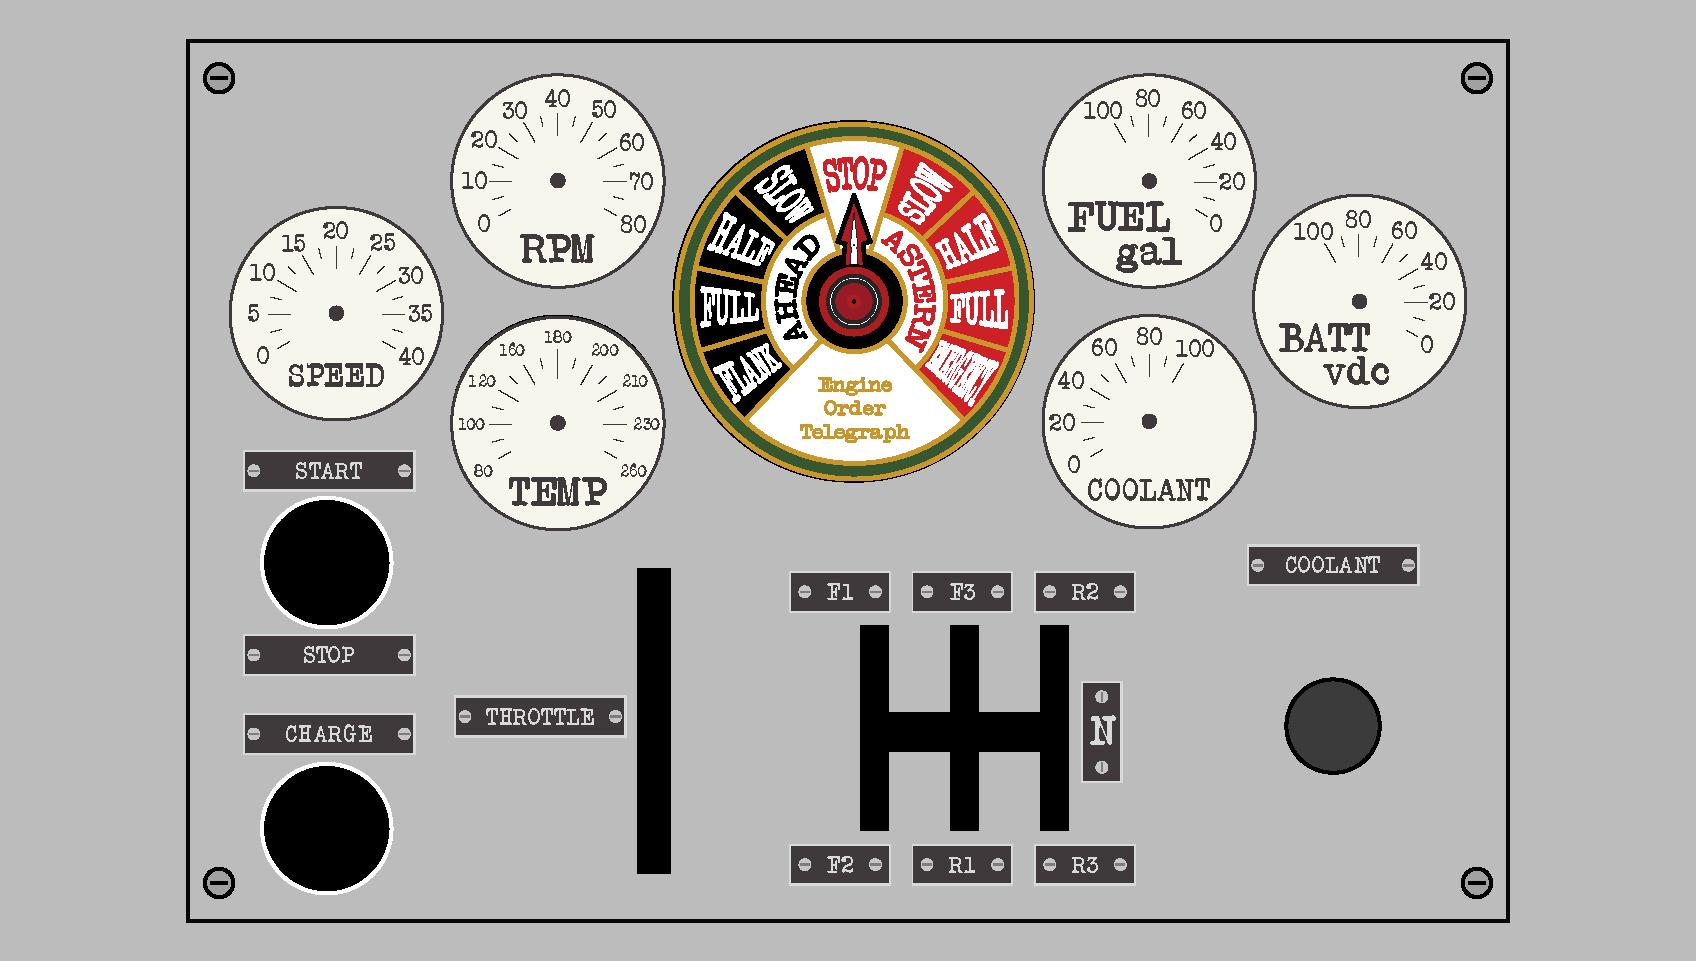 0 10 20 30 40 50 60 70 80
RPM
0 5 10 15 20 25 30 35 40
SPEED
80 100 120 160 180 200 210 230 260
TEMP
STOP
SLOW HALF FULL FLANK
AHEAD
SLOW HALF FULL EMERGENCY
ASTERN
Engine
Order
Telegraph
100 80 60 40 20 0
FUEL
gal
100 80 60 40 20 0
BATT
vdc
0 20 40 60 80 100
COOLANT
START
STOP
CHARGE
THROTTLE
F1 F3 R2
N
F2 R1 R3
COOLANT